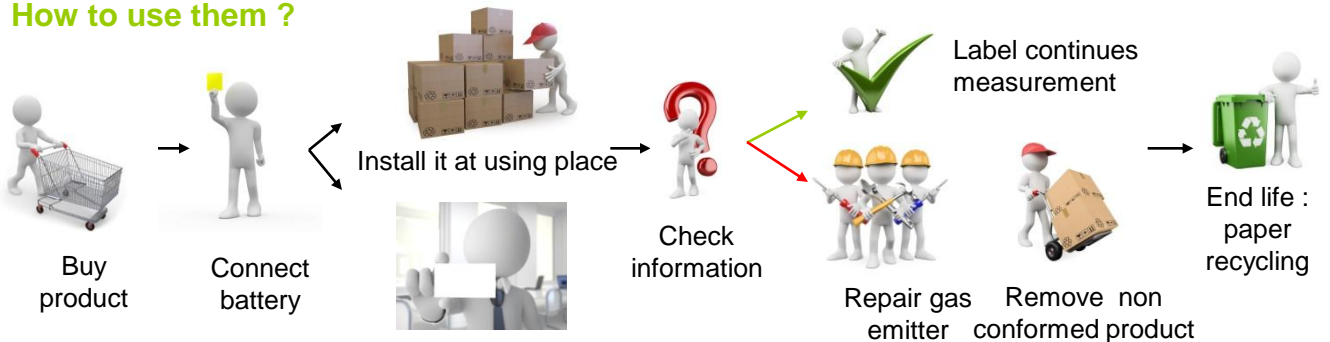 How to use them ?
Buy
product
Connect
battery
Install it at using place
Check
information
Label continues
measurement
Repair gas
emitter
Remove non
conformed product
End life :
paper
recycling